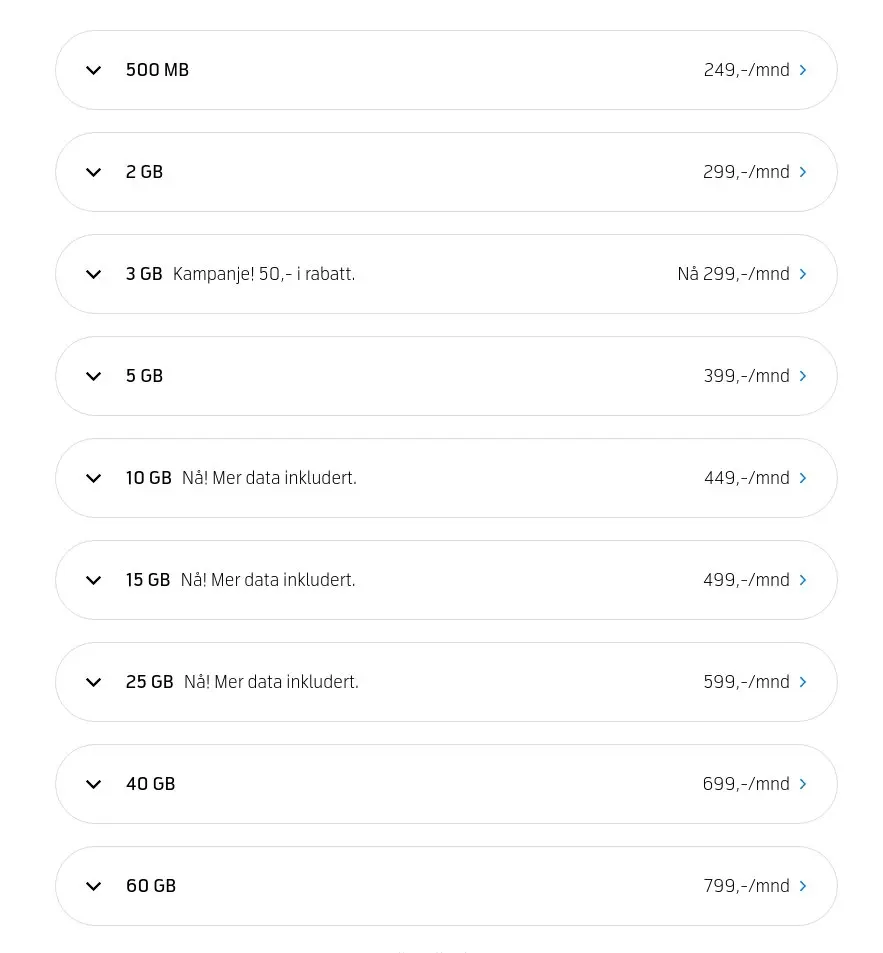 500 MB 249,-/mnd
2 GB 299,-/mnd
3 GB Kampanje! 50,- i rabatt. Nå 299,-/mnd
5 GB 399,-/mnd
10 GB Nå! Mer data inkludert. 449,-/mnd
15 GB Nå! Mer data inkludert. 499,-/mnd
25 GB Nå! Mer data inkludert. 599,-/mnd
40 GB 699,-/mnd
60 GB 799,-/mnd